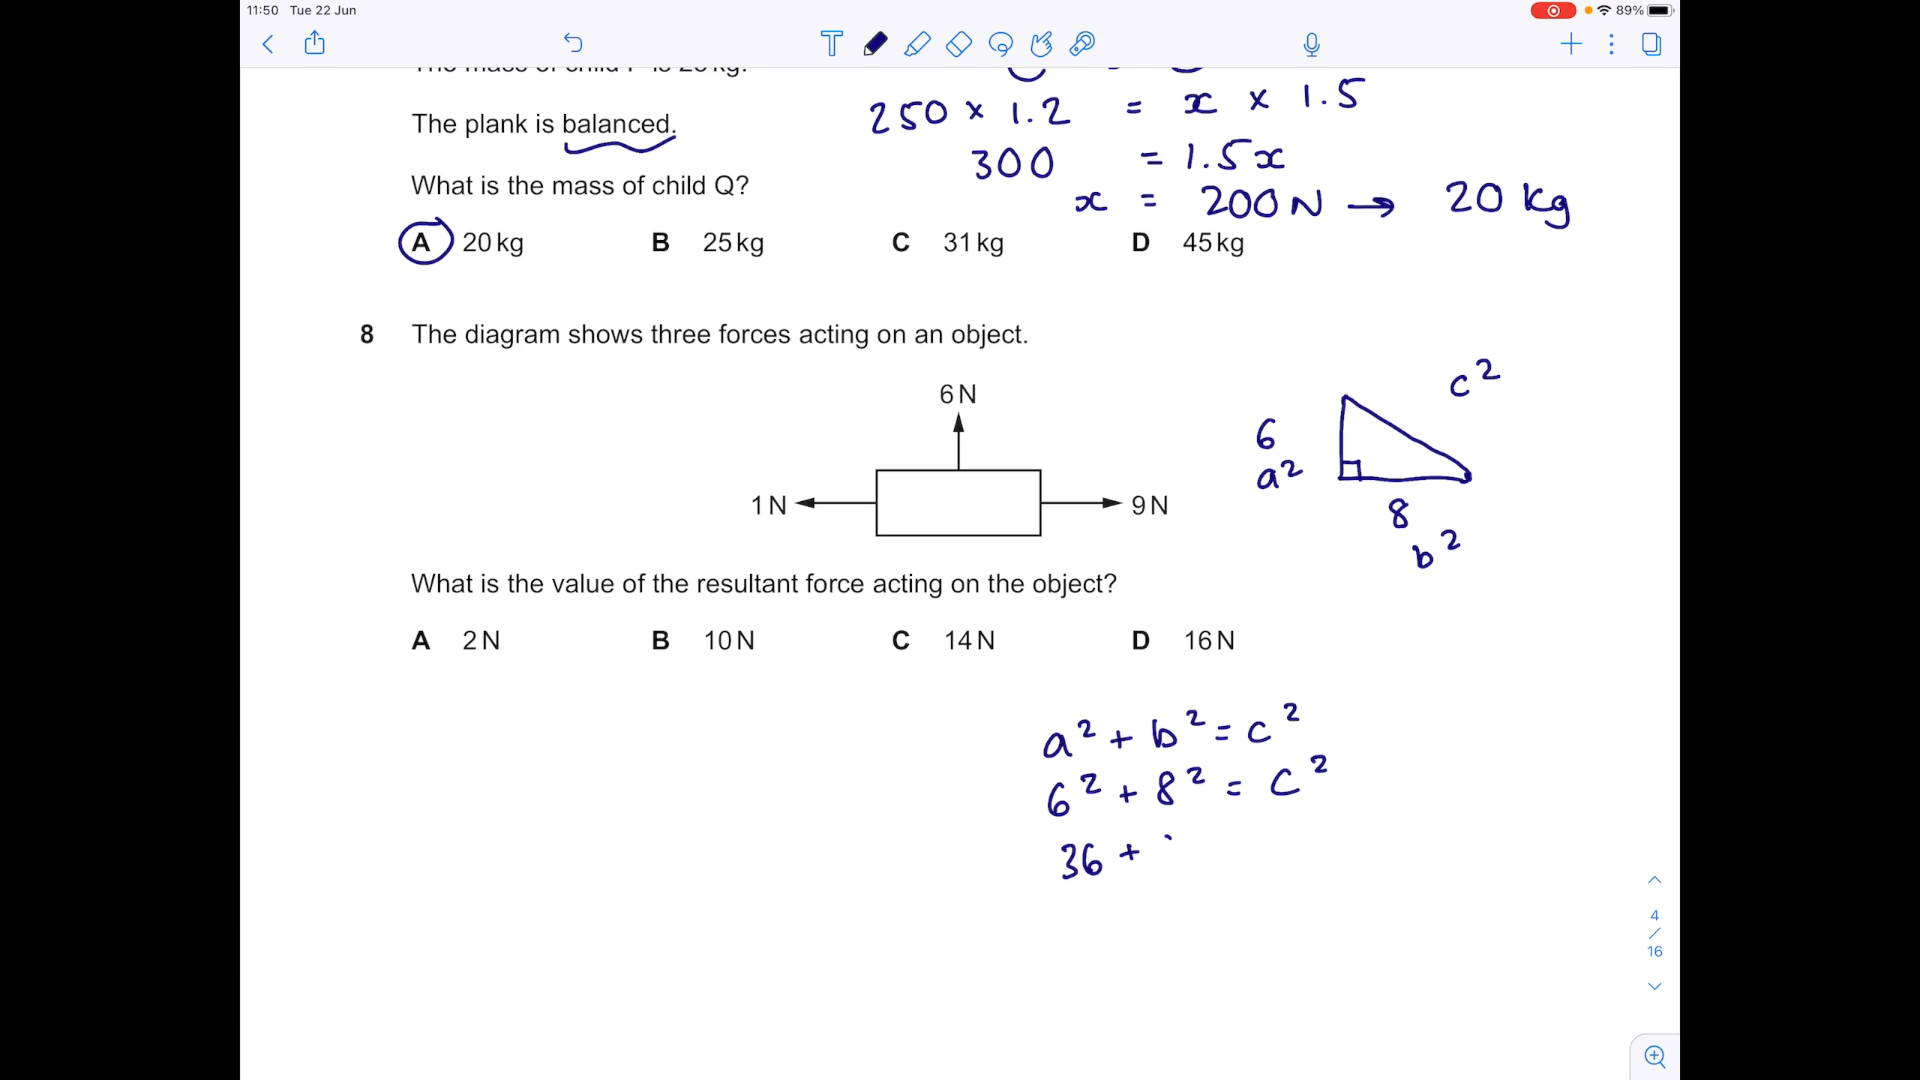 11:50 Tue 22 Jun
89%
The plank is balanced.
250 × 1.2 = x × 1.5
300 = 1.5x
What is the mass of child Q?
x = 200N → 20 kg
A 20 kg B 25 kg C 31 kg D 45 kg
8 The diagram shows three forces acting on an object.
6 N
c²
6
a²
1 N
9 N
8
b²
What is the value of the resultant force acting on the object?
A 2 N B 10 N C 14 N D 16 N
a² + b² = c²
6² + 8² = c²
36 +
4
/
16